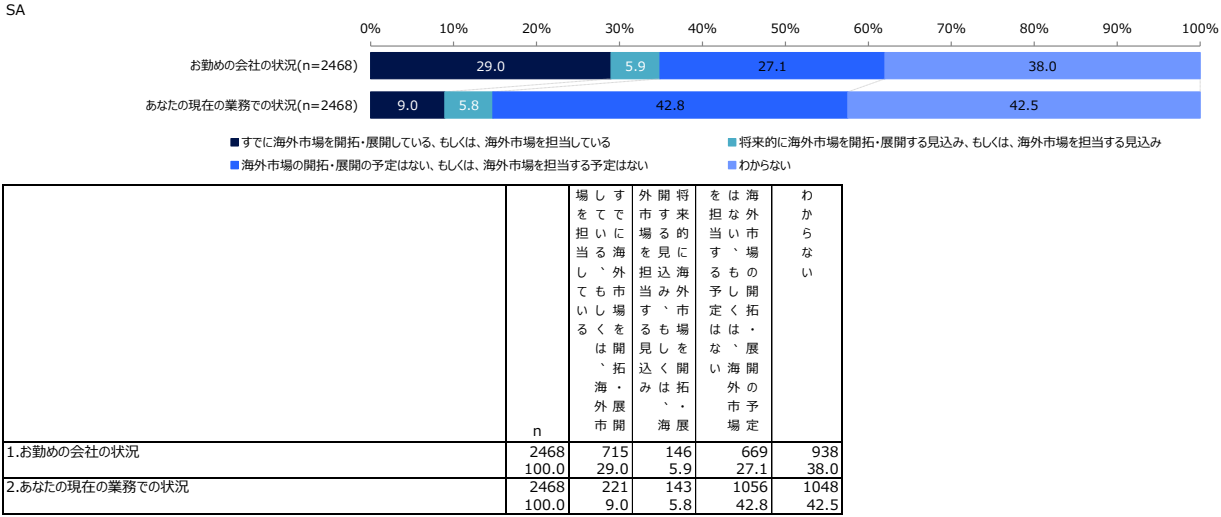 SA
0% 10% 20% 30% 40% 50% 60% 70% 80% 90% 100%
お勤めの会社の状況(n=2468) 29.0 5.9 27.1 38.0
あなたの現在の業務での状況(n=2468) 9.0 5.8 42.8 42.5
すでに海外市場を開拓・展開している、もしくは、海外市場を担当している 将来的に海外市場を開拓・展開する見込み、もしくは、海外市場を担当する見込み
海外市場の開拓・展開の予定はない、もしくは、海外市場を担当する予定はない わからない
n
すでに海外市場を開拓・展開
している、もしくは、海外市
場を担当している
将来的に海外市場を開拓・展
開する見込み、もしくは、海
外市場を担当する見込み
海外市場の開拓・展開の予定
はない、もしくは、海外市場
を担当する予定はない
わからない
1.お勤めの会社の状況 2468 715 146 669 938
100.0 29.0 5.9 27.1 38.0
2.あなたの現在の業務での状況 2468 221 143 1056 1048
100.0 9.0 5.8 42.8 42.5